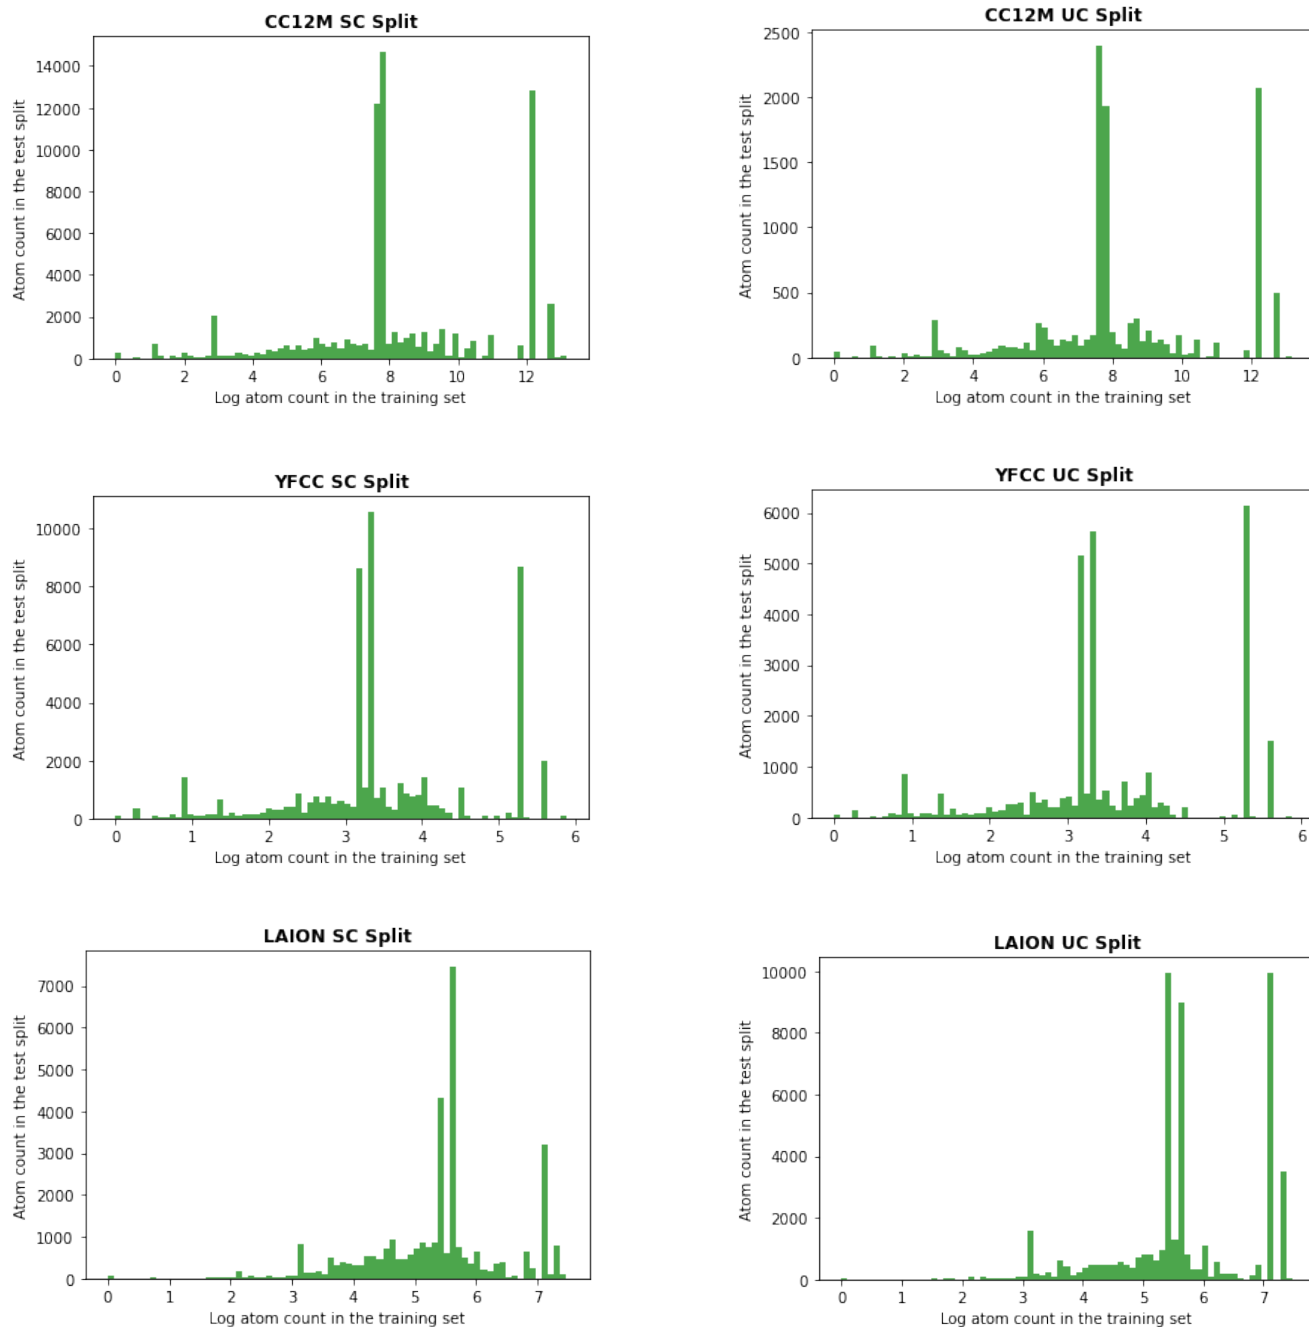 CC12M SC Split
14000
12000
10000
8000
6000
4000
2000
0
0 2 4 6 8 10 12
Atom count in the test split
Log atom count in the training set
CC12M UC Split
2500
2000
1500
1000
500
0
0 2 4 6 8 10 12
Atom count in the test split
Log atom count in the training set
YFCC SC Split
10000
8000
6000
4000
2000
0
0 1 2 3 4 5 6
Atom count in the test split
Log atom count in the training set
YFCC UC Split
6000
5000
4000
3000
2000
1000
0
0 1 2 3 4 5 6
Atom count in the test split
Log atom count in the training set
LAION SC Split
7000
6000
5000
4000
3000
2000
1000
0
0 1 2 3 4 5 6 7
Atom count in the test split
Log atom count in the training set
LAION UC Split
10000
8000
6000
4000
2000
0
0 1 2 3 4 5 6 7
Atom count in the test split
Log atom count in the training set